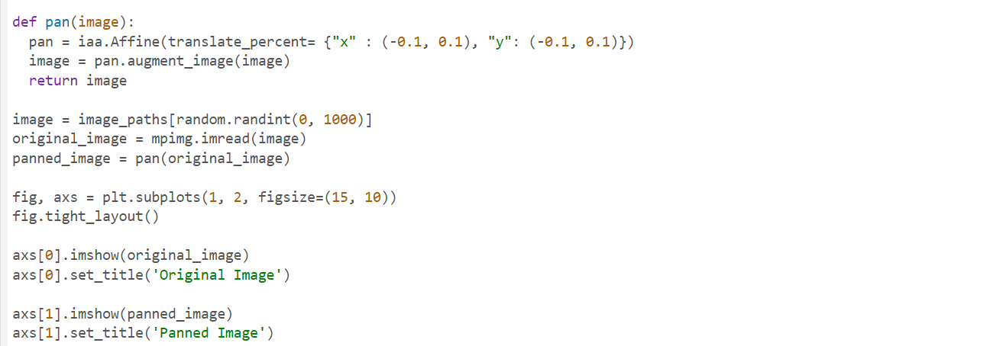 def pan(image):
  pan = iaa.Affine(translate_percent= {"x" : (-0.1, 0.1), "y": (-0.1, 0.1)})
  image = pan.augment_image(image)
  return image
image = image_paths[random.randint(0, 1000)]
original_image = mpimg.imread(image)
panned_image = pan(original_image)
fig, axs = plt.subplots(1, 2, figsize=(15, 10))
fig.tight_layout()
axs[0].imshow(original_image)
axs[0].set_title('Original Image')
axs[1].imshow(panned_image)
axs[1].set_title('Panned Image')